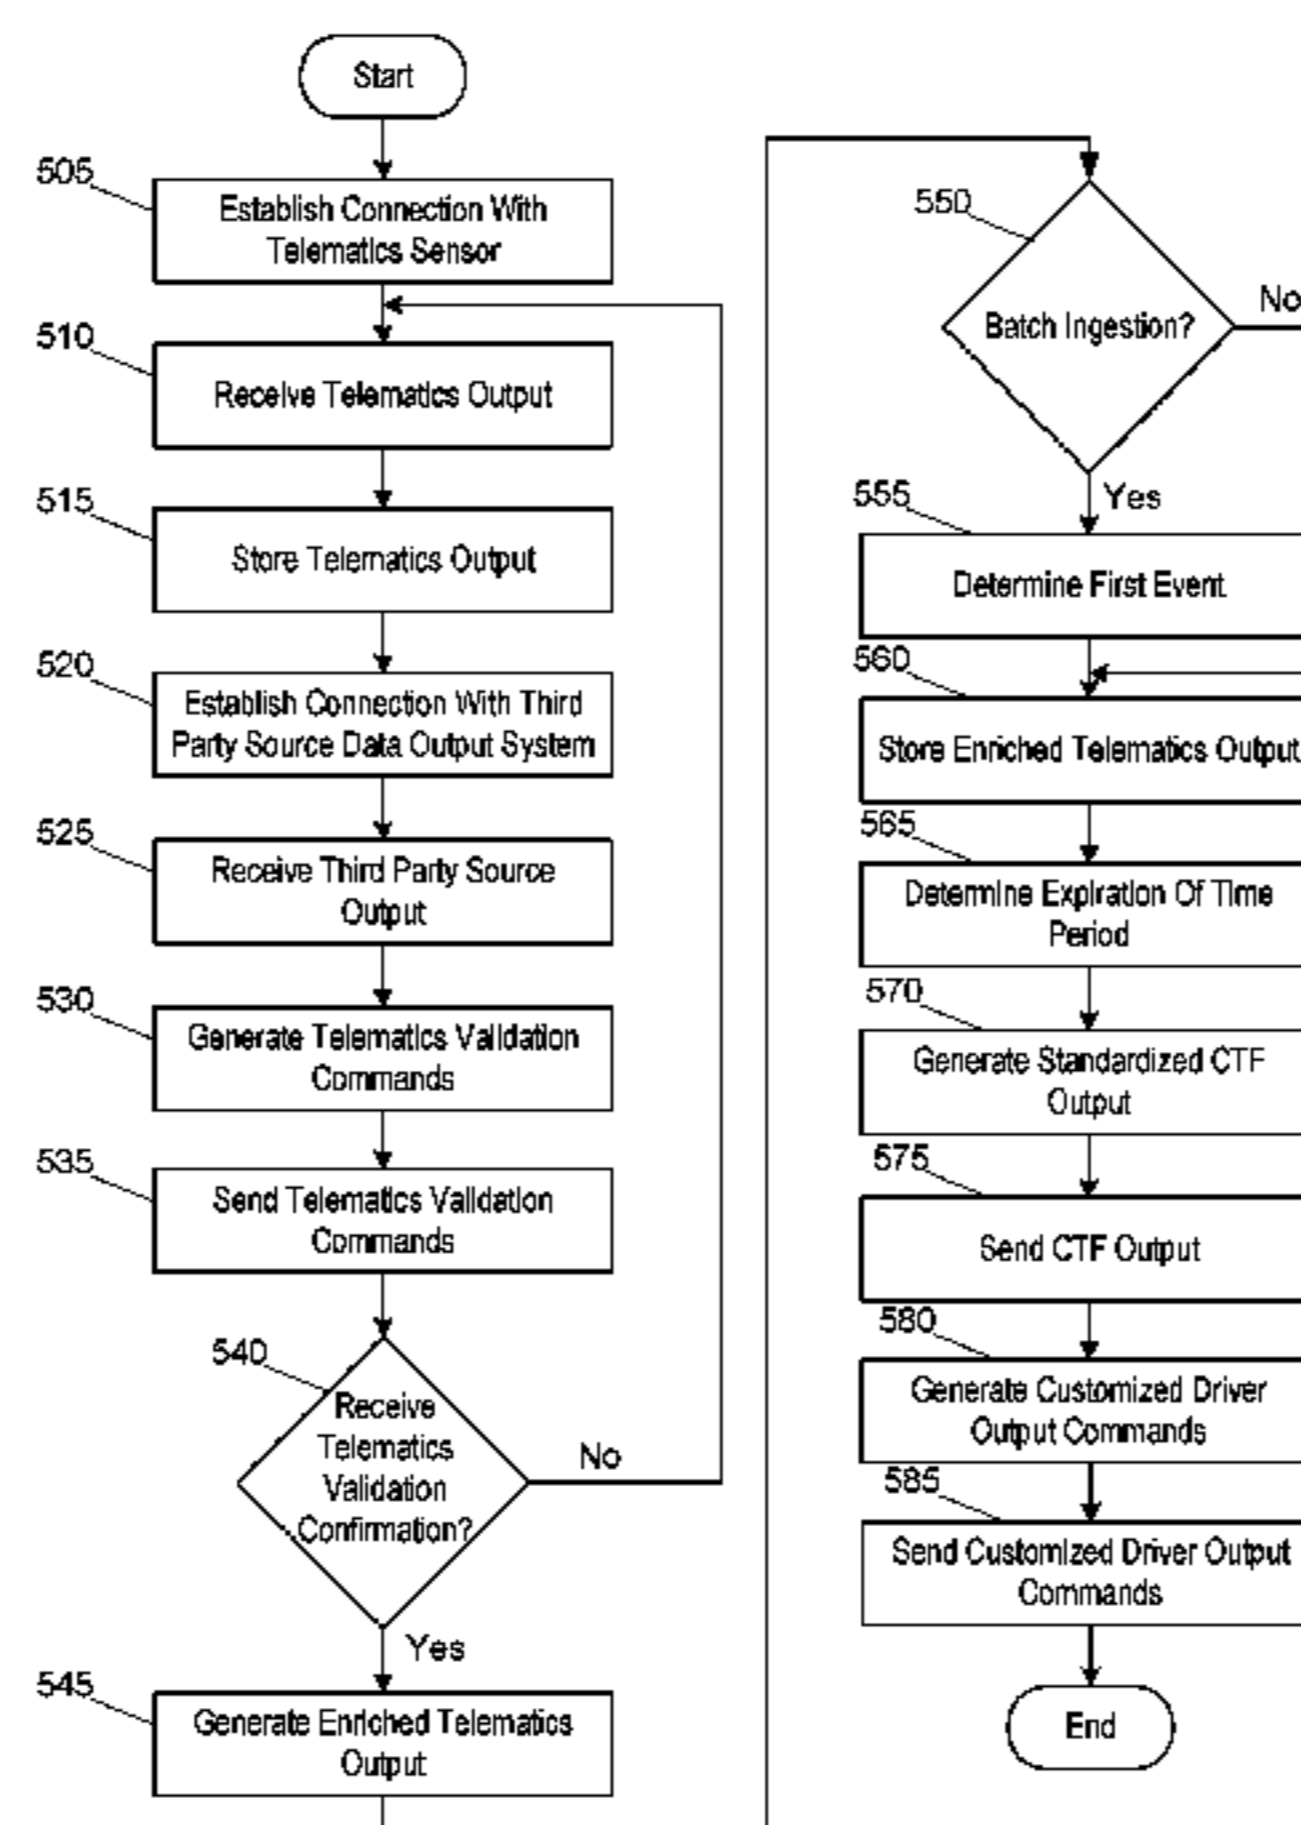 Start
505
Establish Connection With
Telematics Sensor
510
Receive Telematics Output
515
Store Telematics Output
520
Establish Connection With Third
Party Source Data Output System
525
Receive Third Party Source
Output
530
Generate Telematics Validation
Commands
535
Send Telematics Validation
Commands
540
Receive
Telematics
Validation
Confirmation?
No
Yes
545
Generate Enriched Telematics
Output
550
Batch Ingestion?
No
Yes
555
Determine First Event
560
Store Enriched Telematics Output
565
Determine Expiration Of Time
Period
570
Generate Standardized CTF
Output
575
Send CTF Output
580
Generate Customized Driver
Output Commands
585
Send Customized Driver Output
Commands
End